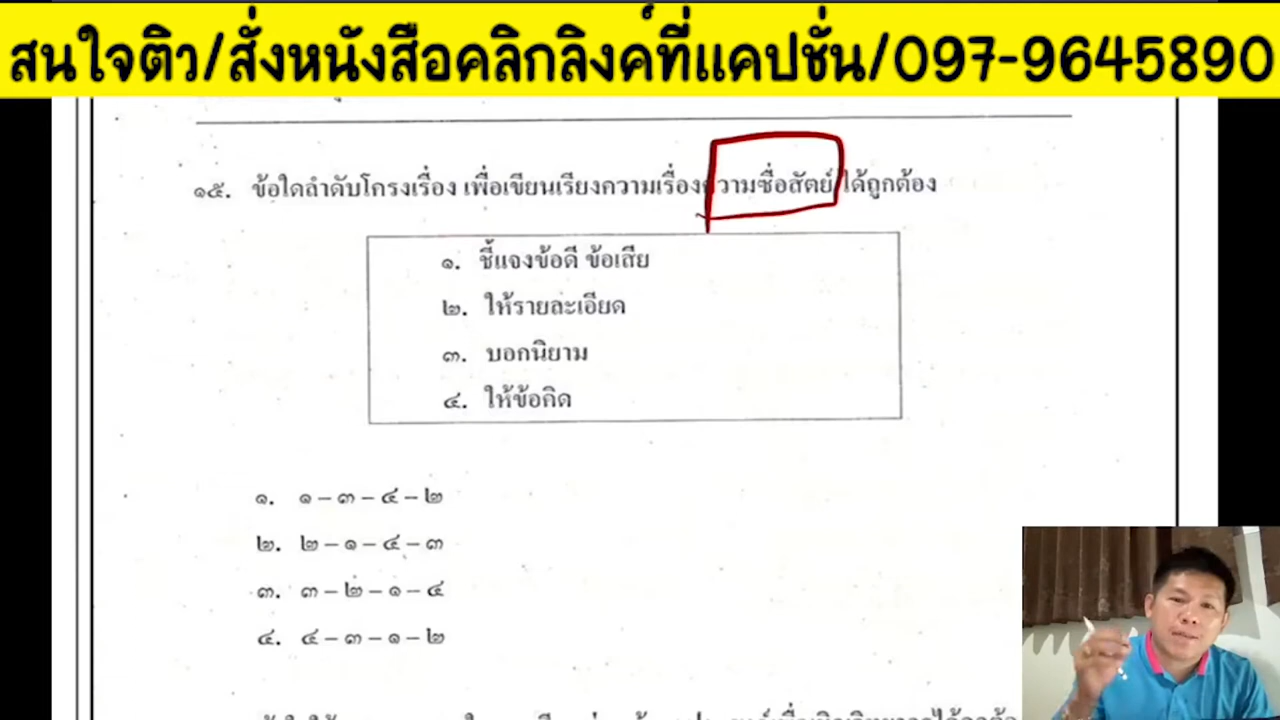 สนใจติว/สั่งหนังสือคลิกลิงค์ที่แคปชั่น/097-9645890
๑๕. ข้อใดลำดับโครงเรื่อง เพื่อเขียนเรียงความเรื่องความซื่อสัตย์ ได้ถูกต้อง
๑. ชี้แจงข้อดี ข้อเสีย
๒. ให้รายละเอียด
๓. บอกนิยาม
๔. ให้ข้อคิด
๑. ๑ – ๓ – ๔ – ๒
๒. ๒ – ๑ – ๔ – ๓
๓. ๓ – ๒ – ๑ – ๔
๔. ๔ – ๓ – ๑ – ๒